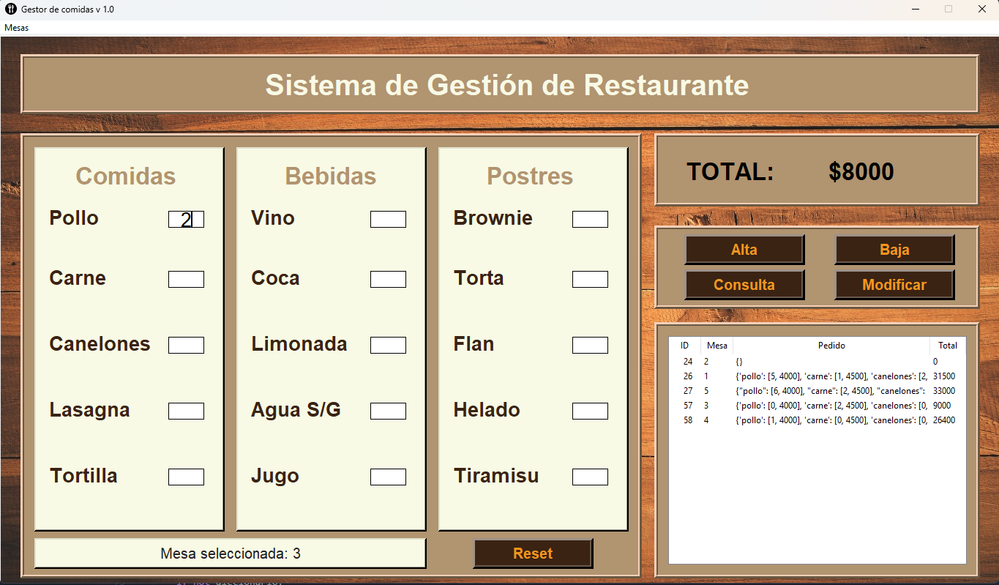 Gestor de comidas v 1.0
Mesas
Sistema de Gestión de Restaurante
Comidas
Pollo 2
Carne
Canelones
Lasagna
Tortilla
Bebidas
Vino
Coca
Limonada
Agua S/G
Jugo
Postres
Brownie
Torta
Flan
Helado
Tiramisu
Mesa seleccionada: 3
Reset
TOTAL: $8000
Alta Baja
Consulta Modificar
ID Mesa Pedido Total
24 2 {} 0
26 1 {'pollo': [5, 4000], 'carne': [1, 4500], 'canelones': [2, 31500
27 5 {"pollo": [6, 4000], "carne": [2, 4500], "canelones": 33000
57 3 {'pollo': [0, 4000], 'carne': [2, 4500], 'canelones': [0, 9000
58 4 {'pollo': [1, 4000], 'carne': [0, 4500], 'canelones': [0, 26400